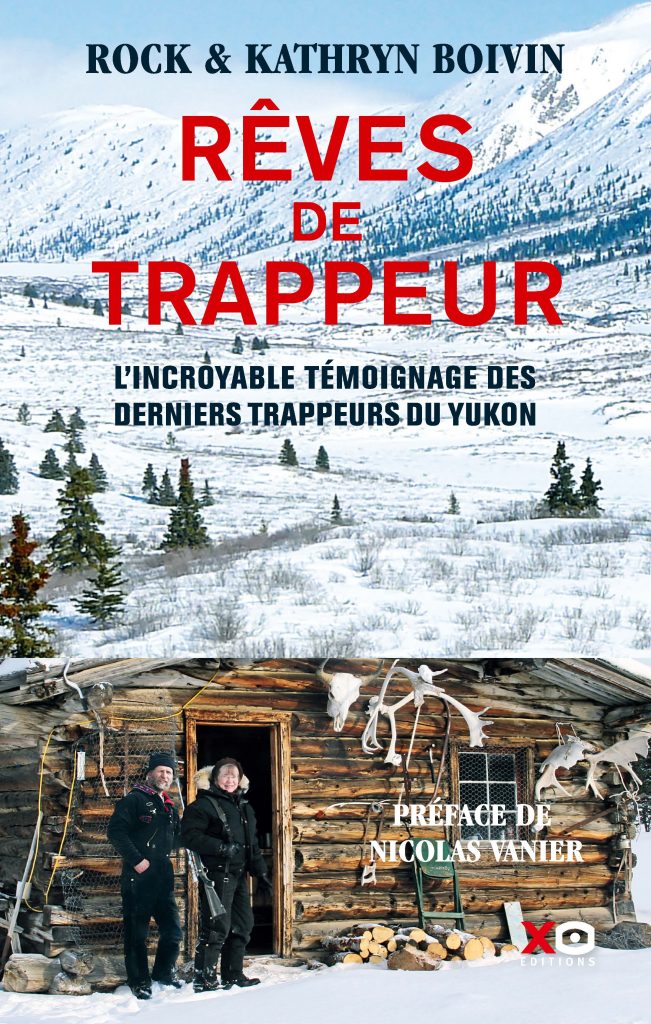 ROCK & KATHRYN BOIVIN
RÊVES
DE
TRAPPEUR
L'INCROYABLE TÉMOIGNAGE DES
DERNIERS TRAPPEURS DU YUKON
PRÉFACE DE
NICOLAS VANIER
XO
EDITIONS